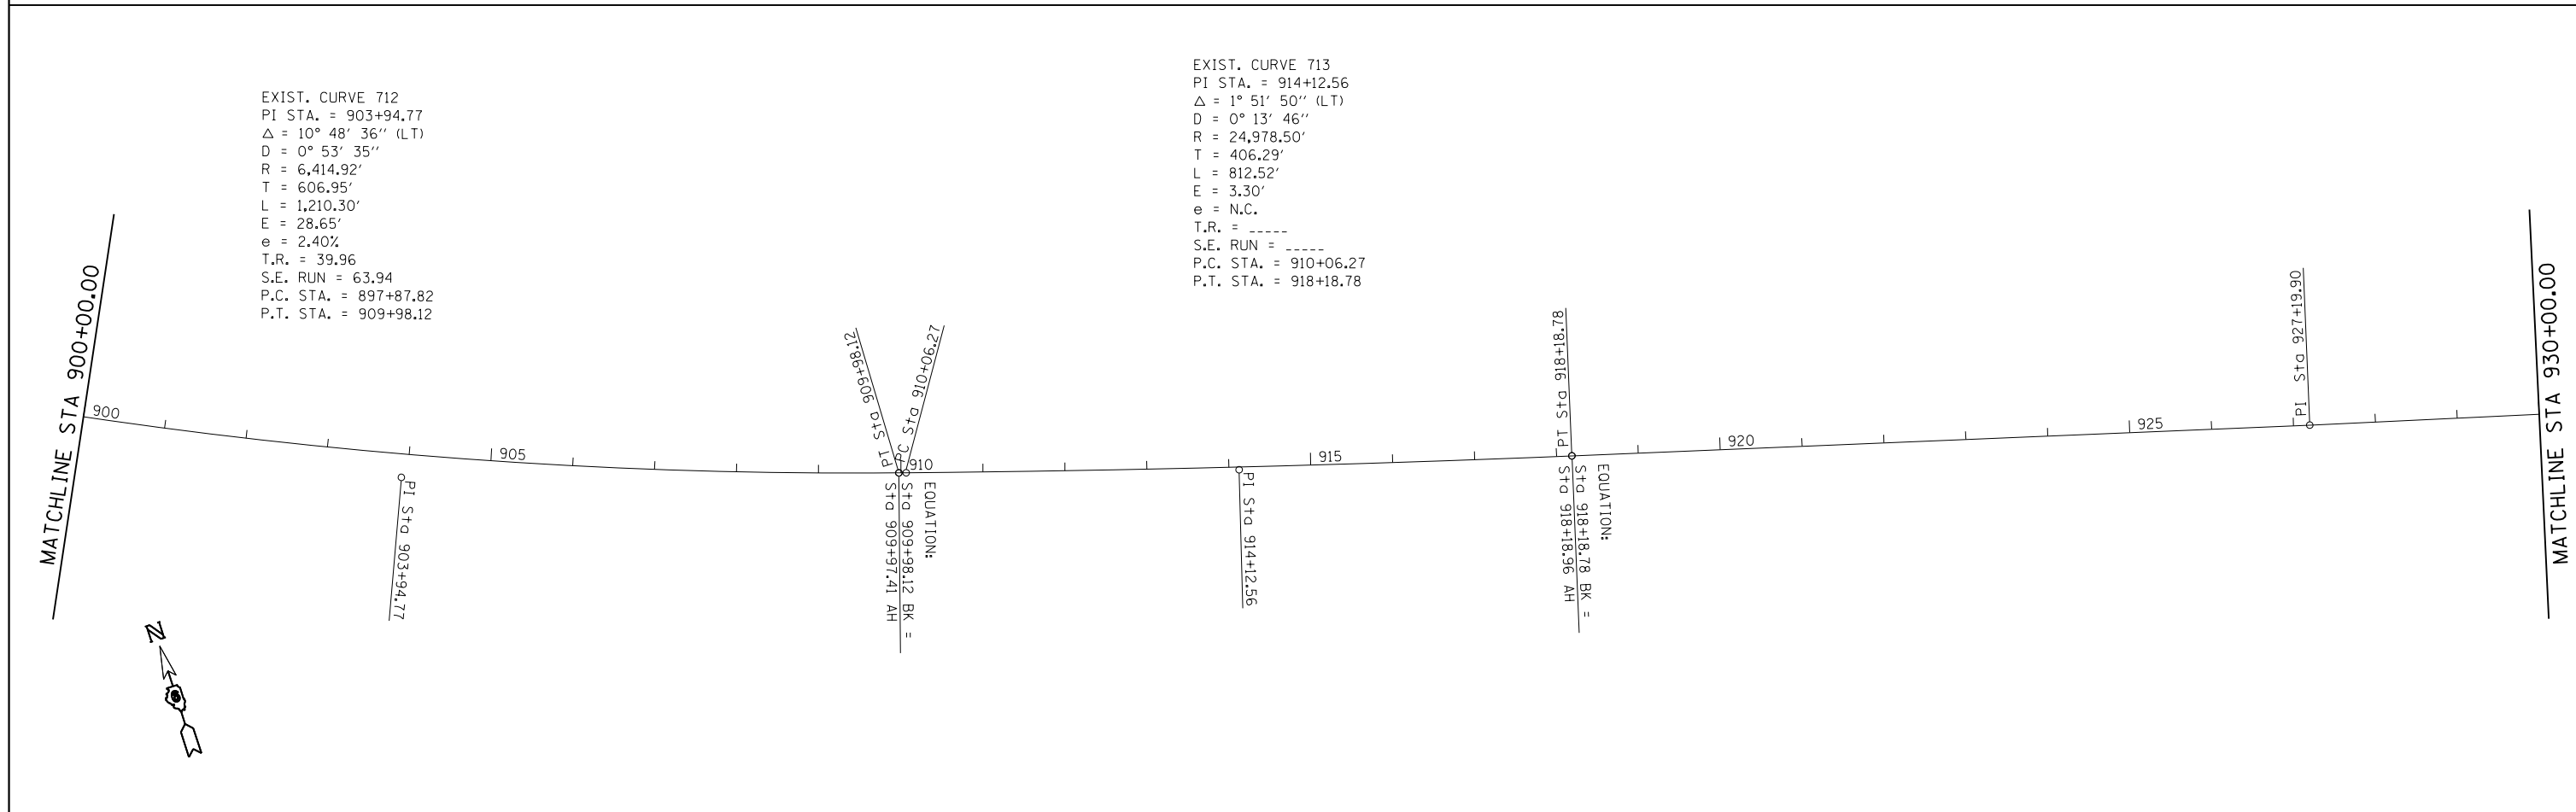 EXIST. CURVE 712
PI STA. = 903+94.77
△ = 10° 48′ 36′′ (LT)
D = 0° 53′ 35′′
R = 6,414.92′
T = 606.95′
L = 1,210.30′
E = 28.65′
e = 2.40%
T.R. = 39.96
S.E. RUN = 63.94
P.C. STA. = 897+87.82
P.T. STA. = 909+98.12
EXIST. CURVE 713
PI STA. = 914+12.56
△ = 1° 51′ 50′′ (LT)
D = 0° 13′ 46′′
R = 24,978.50′
T = 406.29′
L = 812.52′
E = 3.30′
e = N.C.
T.R. = -----
S.E. RUN = -----
P.C. STA. = 910+06.27
P.T. STA. = 918+18.78
MATCHLINE STA 900+00.00
900
PI Sta 903+94.77
905
PT Sta 909+98.12
PC Sta 910+06.27
910
EQUATION:
Sta 909+98.12 BK =
Sta 909+97.41 AH
PI Sta 914+12.56
915
PT Sta 918+18.78
EQUATION:
Sta 918+18.78 BK =
Sta 918+18.96 AH
920
925
PI Sta 927+19.90
MATCHLINE STA 930+00.00
N